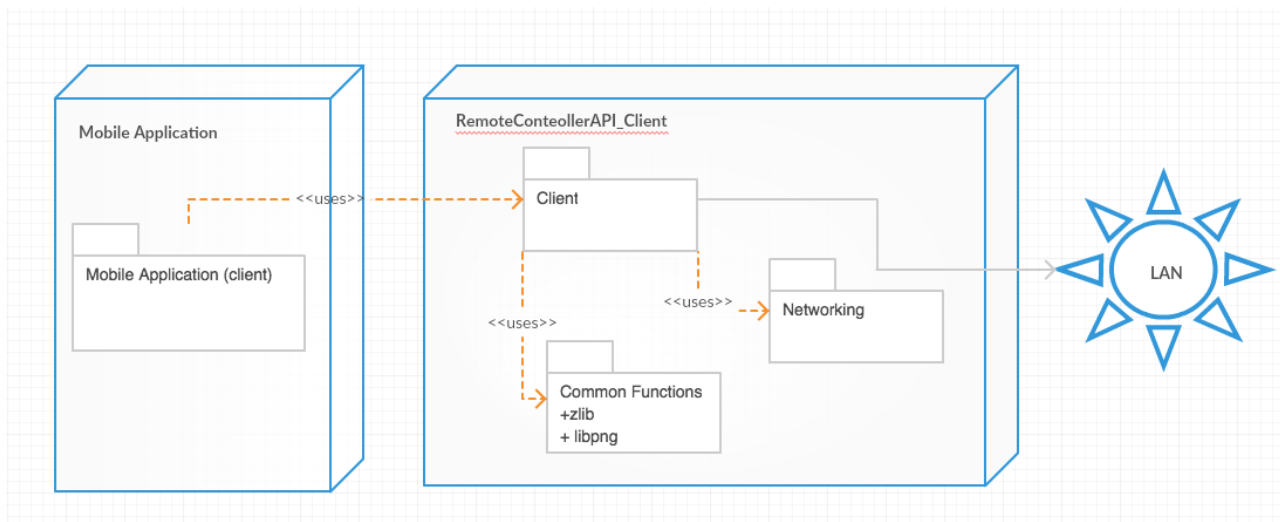 Mobile Application
RemoteConteollerAPI_Client
<<uses>>
Client
Mobile Application (client)
LAN
<<uses>>
Networking
<<uses>>
Common Functions
+zlib
+ libpng